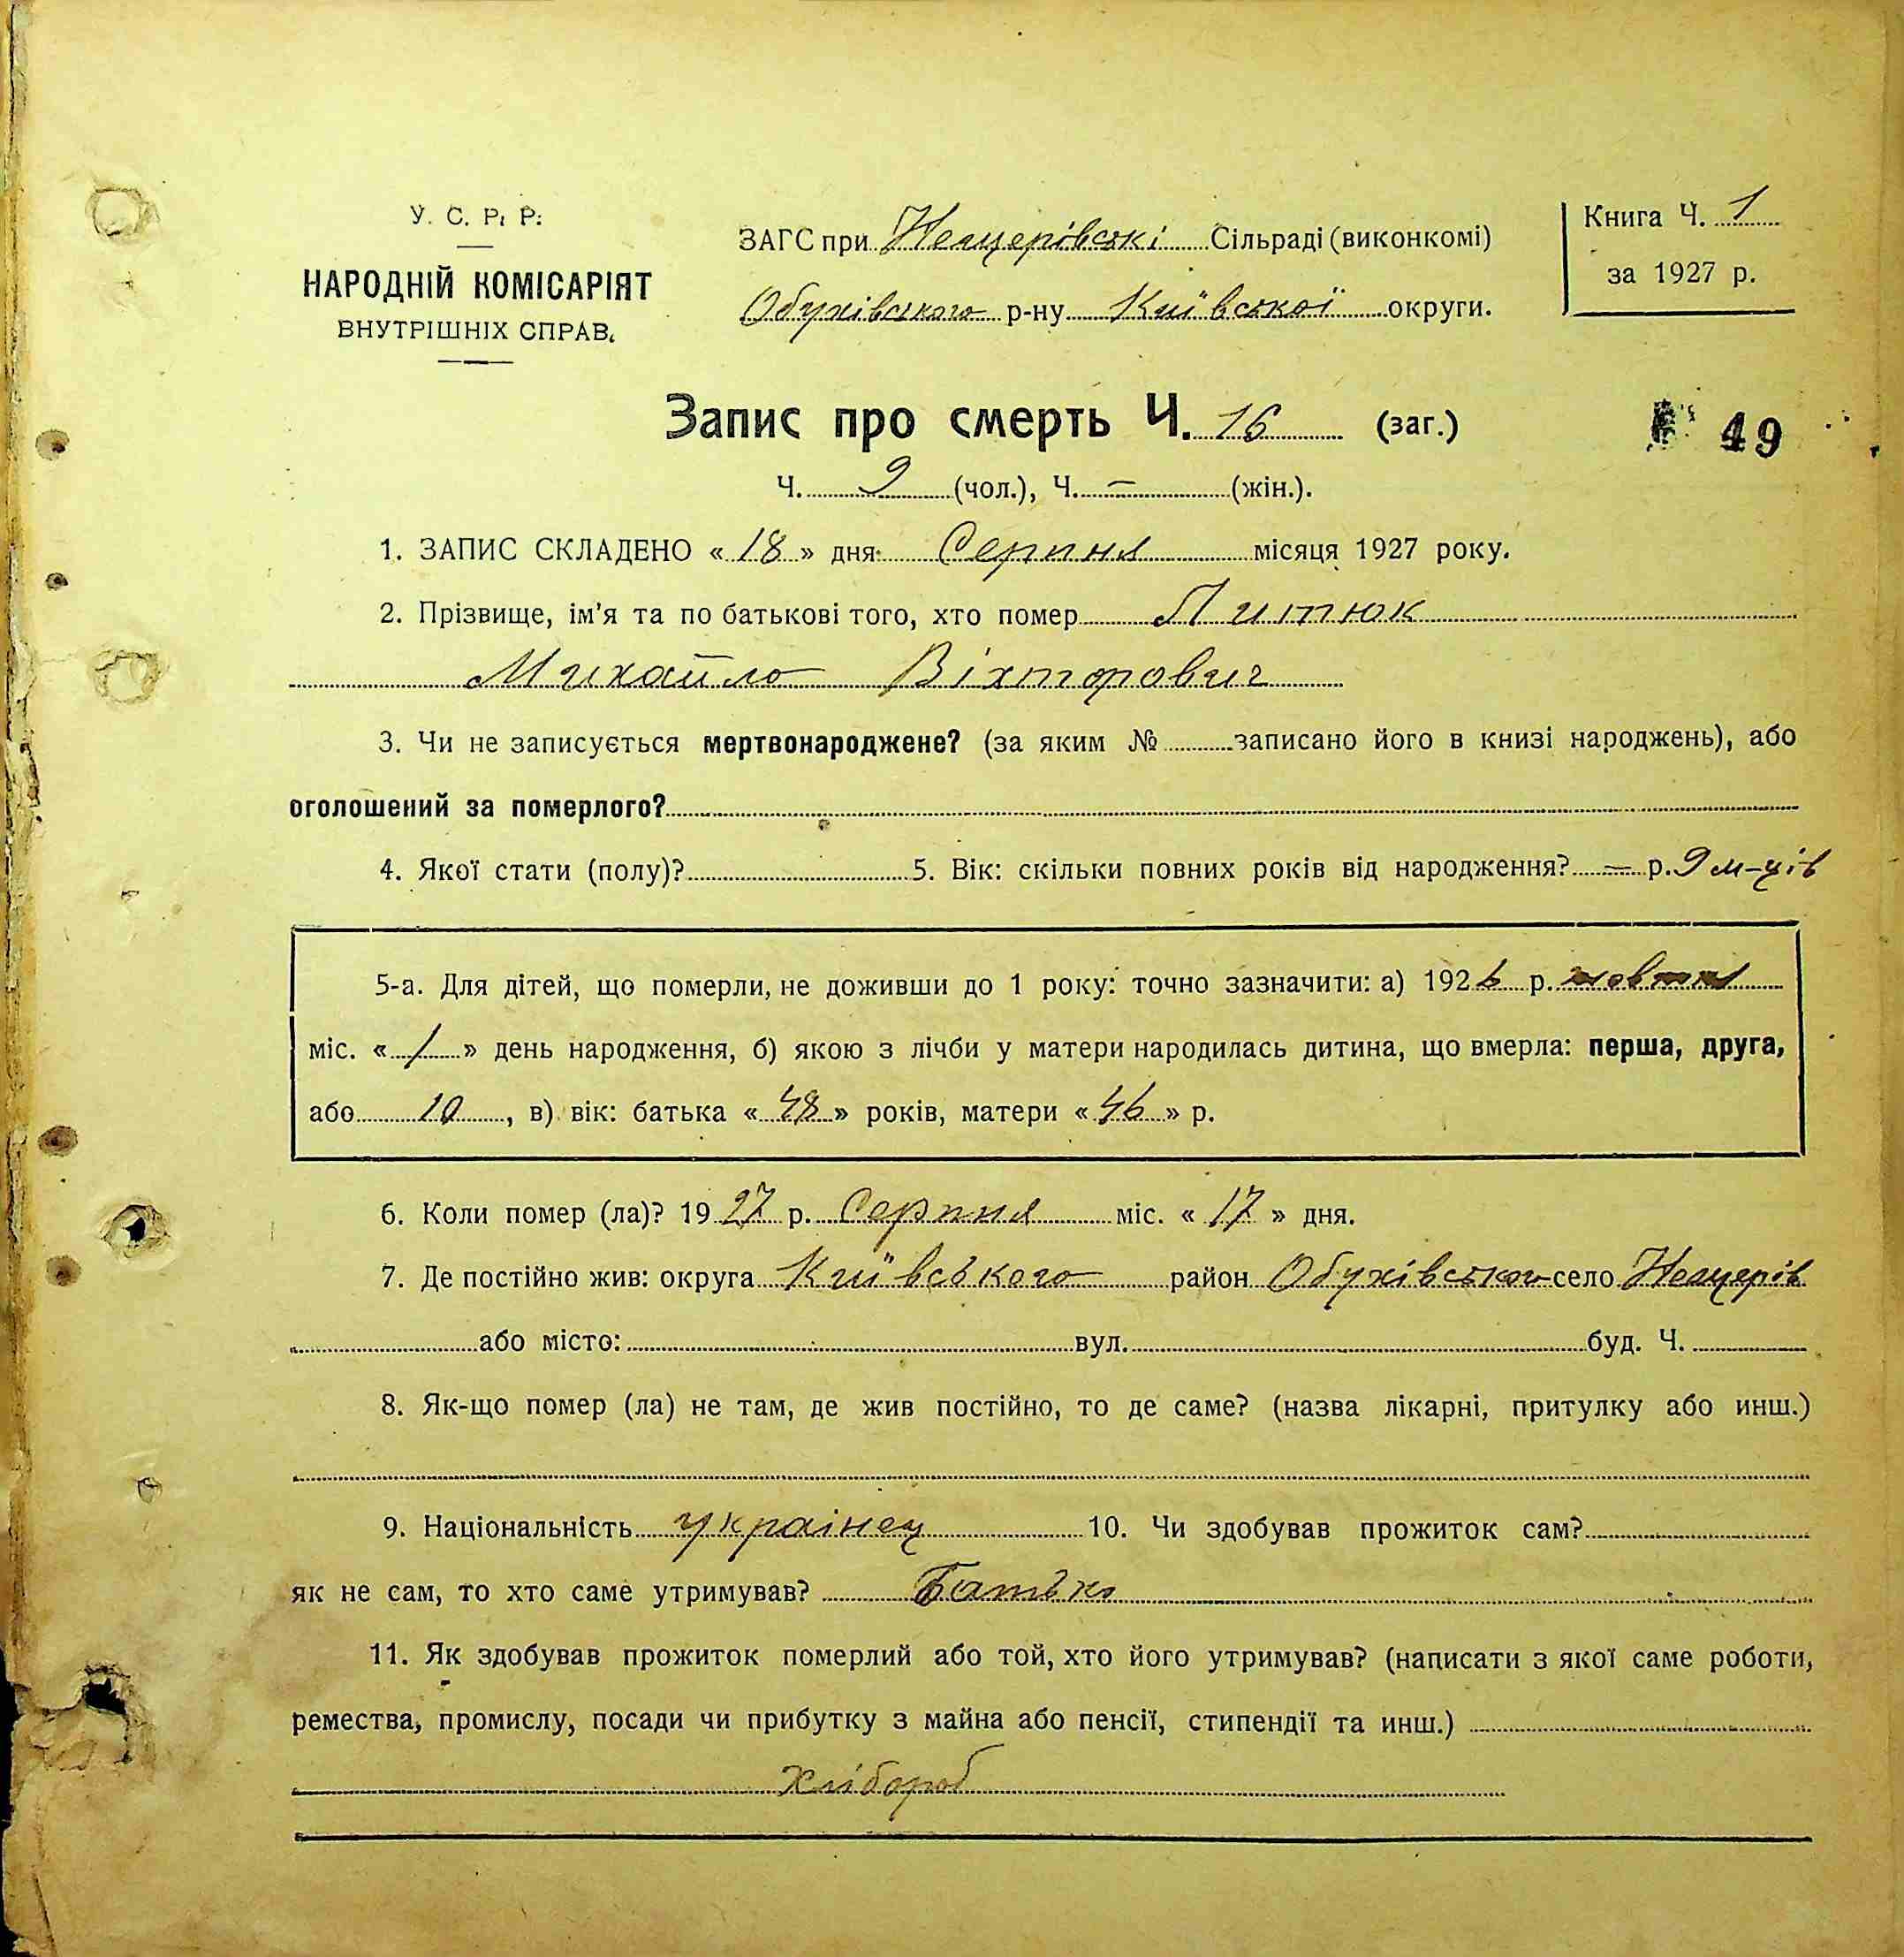 У. С. Р. Р.
НАРОДНІЙ КОМІСАРІЯТ
ВНУТРІШНІХ СПРАВ.
ЗАГС при Нещерівскі Сільраді (виконкомі)
Обухівського р-ну Київської округи.
Книга Ч. 1
за 1927 р.
Запис про смерть Ч. 16 (заг.)
49
Ч. 9 (чол.), Ч. — (жін.).
1. ЗАПИС СКЛАДЕНО « 18 » дня Серпня місяця 1927 року.
2. Прізвище, ім'я та по батькові того, хто помер Литюк
Михайло Віхторович
3. Чи не записується мертвонароджене? (за яким № записано його в книзі народжень), або
оголошений за померлого?
4. Якої стати (полу)? 5. Вік: скільки повних років від народження? — р. 9 м-ців
5-а. Для дітей, що померли, не доживши до 1 року: точно зазначити: а) 1926 р. жовтня
міс. « 1 » день народження, б) якою з лічби у матери народилась дитина, що вмерла: перша, друга,
або 10, в) вік: батька « 48 » років, матери « 46 » р.
6. Коли помер (ла)? 1927 р. Серпня міс. « 17 » дня.
7. Де постійно жив: округа Київського район Обухівського село Нещерів
або місто: вул. буд. Ч.
8. Як-що помер (ла) не там, де жив постійно, то де саме? (назва лікарні, притулку або инш.)
9. Національність українец 10. Чи здобував прожиток сам?
як не сам, то хто саме утримував? Батько
11. Як здобував прожиток померлий або той, хто його утримував? (написати з якої саме роботи,
ремества, промислу, посади чи прибутку з майна або пенсії, стипендії та инш.)
Хлібороб